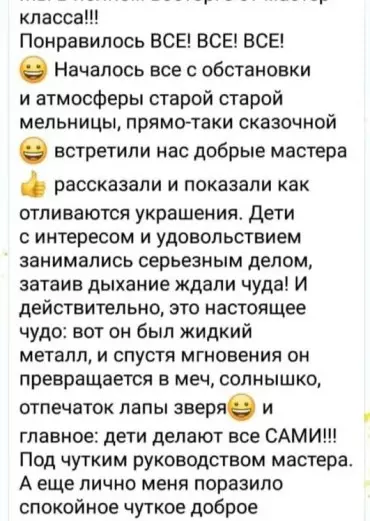 класса!!!
Понравилось ВСЕ! ВСЕ! ВСЕ!
😀 Началось все с обстановки
и атмосферы старой старой
мельницы, прямо-таки сказочной
😀 встретили нас добрые мастера
👍 рассказали и показали как
отливаются украшения. Дети
с интересом и удовольствием
занимались серьезным делом,
затаив дыхание ждали чуда! И
действительно, это настоящее
чудо: вот он был жидкий
металл, и спустя мгновения он
превращается в меч, солнышко,
отпечаток лапы зверя😀 и
главное: дети делают все САМИ!!!
Под чутким руководством мастера.
А еще лично меня поразило
спокойное чуткое доброе